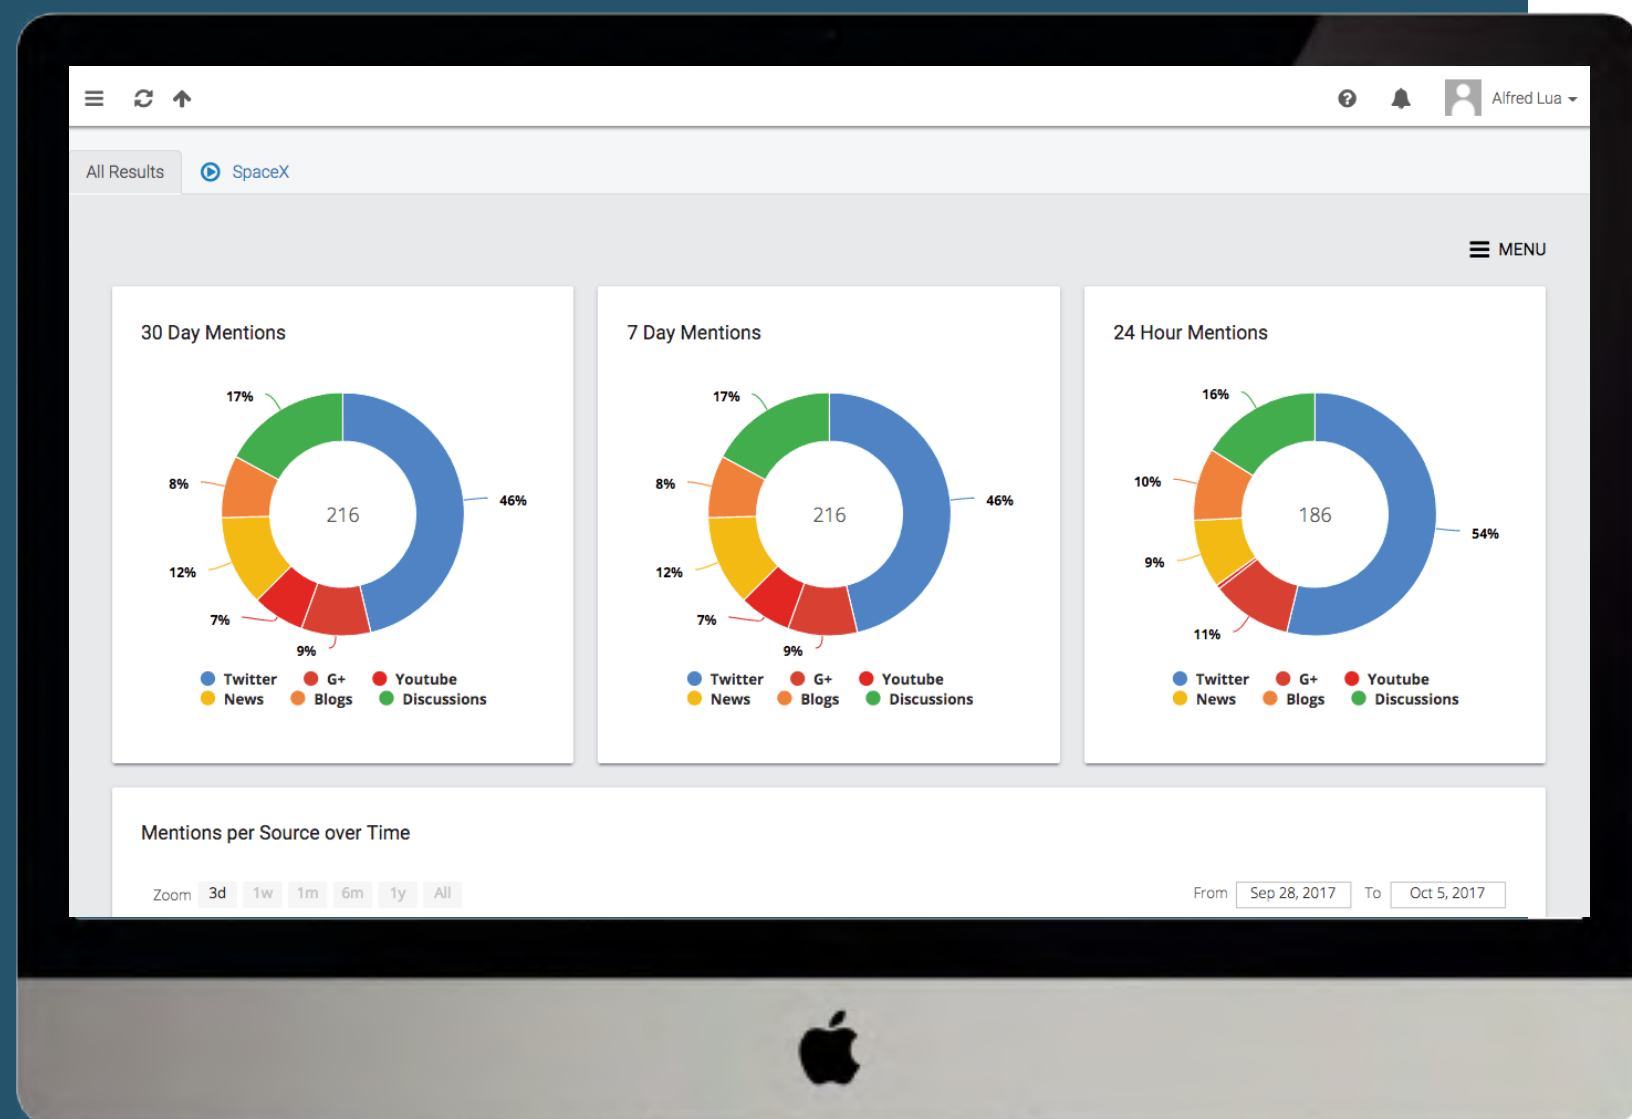 Alfred Lua
All Results
SpaceX
MENU
30 Day Mentions
17%
8%
46%
216
12%
7%
9%
Twitter G+ Youtube
News Blogs Discussions
7 Day Mentions
17%
8%
46%
216
12%
7%
9%
Twitter G+ Youtube
News Blogs Discussions
24 Hour Mentions
16%
10%
186
54%
9%
11%
Twitter G+ Youtube
News Blogs Discussions
Mentions per Source over Time
Zoom 3d 1w 1m 6m 1y All From Sep 28, 2017 To Oct 5, 2017